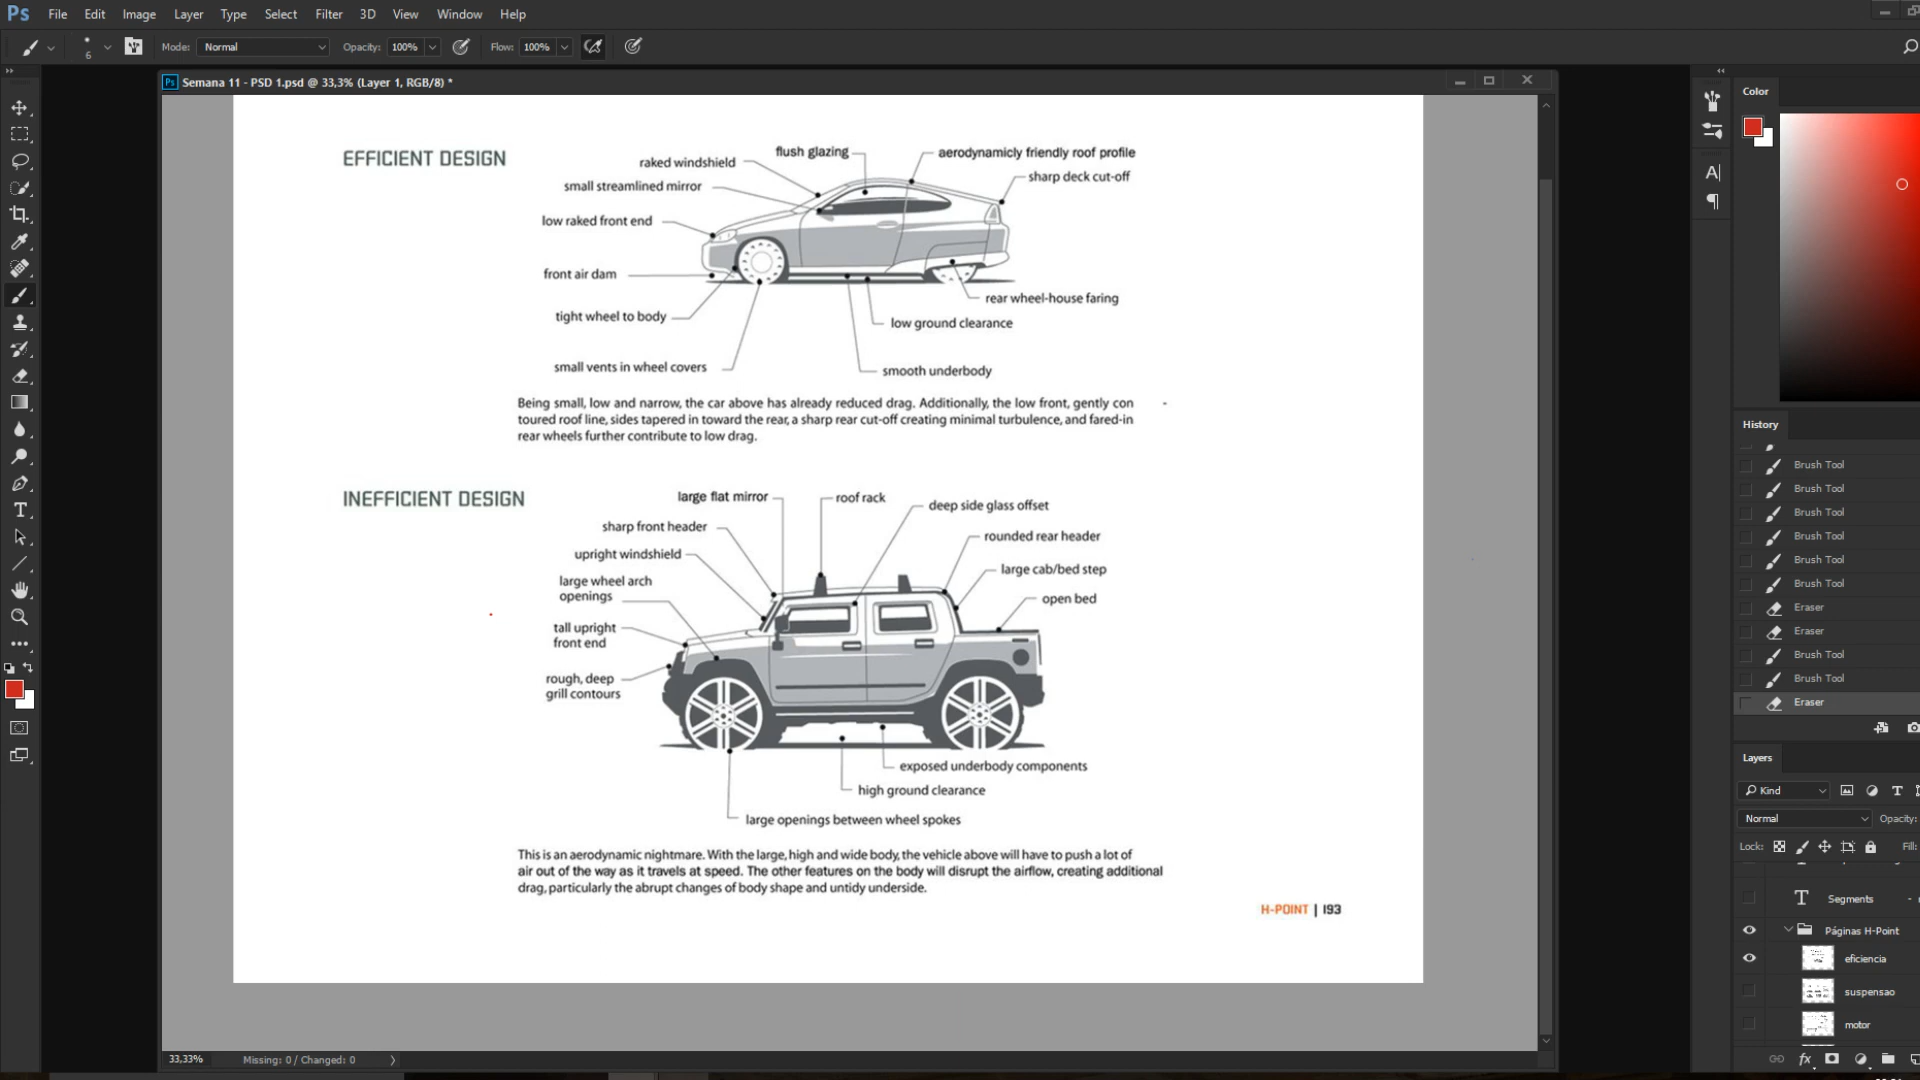 Ps File Edit Image Layer Type Select Filter 3D View Window Help
6 Mode: Normal Opacity: 100% Flow: 100%
Ps Semana 11 - PSD 1.psd @ 33,3% (Layer 1, RGB/8) *
Color
EFFICIENT DESIGN
flush glazing
aerodynamicly friendly roof profile
raked windshield
sharp deck cut-off
small streamlined mirror
low raked front end
front air dam
rear wheel-house faring
tight wheel to body
low ground clearance
small vents in wheel covers
smooth underbody
Being small, low and narrow, the car above has already reduced drag. Additionally, the low front, gently con -
toured roof line, sides tapered in toward the rear, a sharp rear cut-off creating minimal turbulence, and fared-in
rear wheels further contribute to low drag.
INEFFICIENT DESIGN
large flat mirror
roof rack
deep side glass offset
sharp front header
rounded rear header
upright windshield
large cab/bed step
large wheel arch
openings
open bed
tall upright
front end
rough, deep
grill contours
exposed underbody components
high ground clearance
large openings between wheel spokes
This is an aerodynamic nightmare. With the large, high and wide body, the vehicle above will have to push a lot of
air out of the way as it travels at speed. The other features on the body will disrupt the airflow, creating additional
drag, particularly the abrupt changes of body shape and untidy underside.
H-POINT | 193
33,33% Missing: 0 / Changed: 0
History
Brush Tool
Brush Tool
Brush Tool
Brush Tool
Brush Tool
Brush Tool
Eraser
Eraser
Brush Tool
Brush Tool
Eraser
Layers
Kind
Normal Opacity:
Lock: Fill:
T Segments -
Páginas H-Point
eficiencia
suspensao
motor
fx